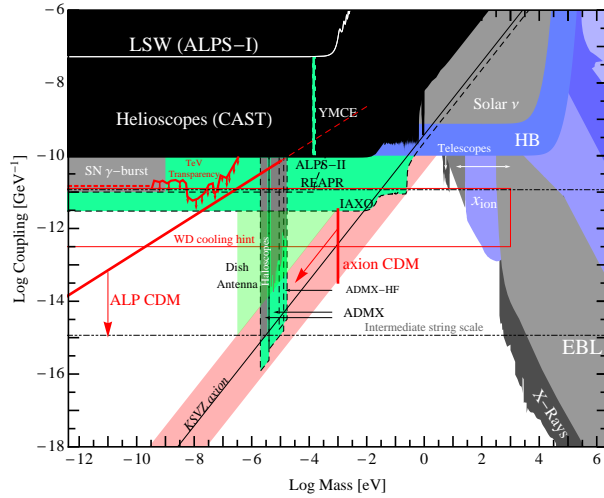 -6
-8
-10
-12
-14
-16
-18
Log Coupling [GeV⁻¹]
LSW (ALPS-I)
Helioscopes (CAST)
YMCE
Solar ν
HB
SN γ-burst
TeV
Transparency
ALPS-II
REAPR
Telescopes
IAXO
x_ion
WD cooling hint
Dish
Antenna
Haloscopes
axion CDM
ADMX-HF
ADMX
ALP CDM
Intermediate string scale
EBL
KSVZ axion
X-Rays
-12
-10
-8
-6
-4
-2
0
2
4
6
Log Mass [eV]